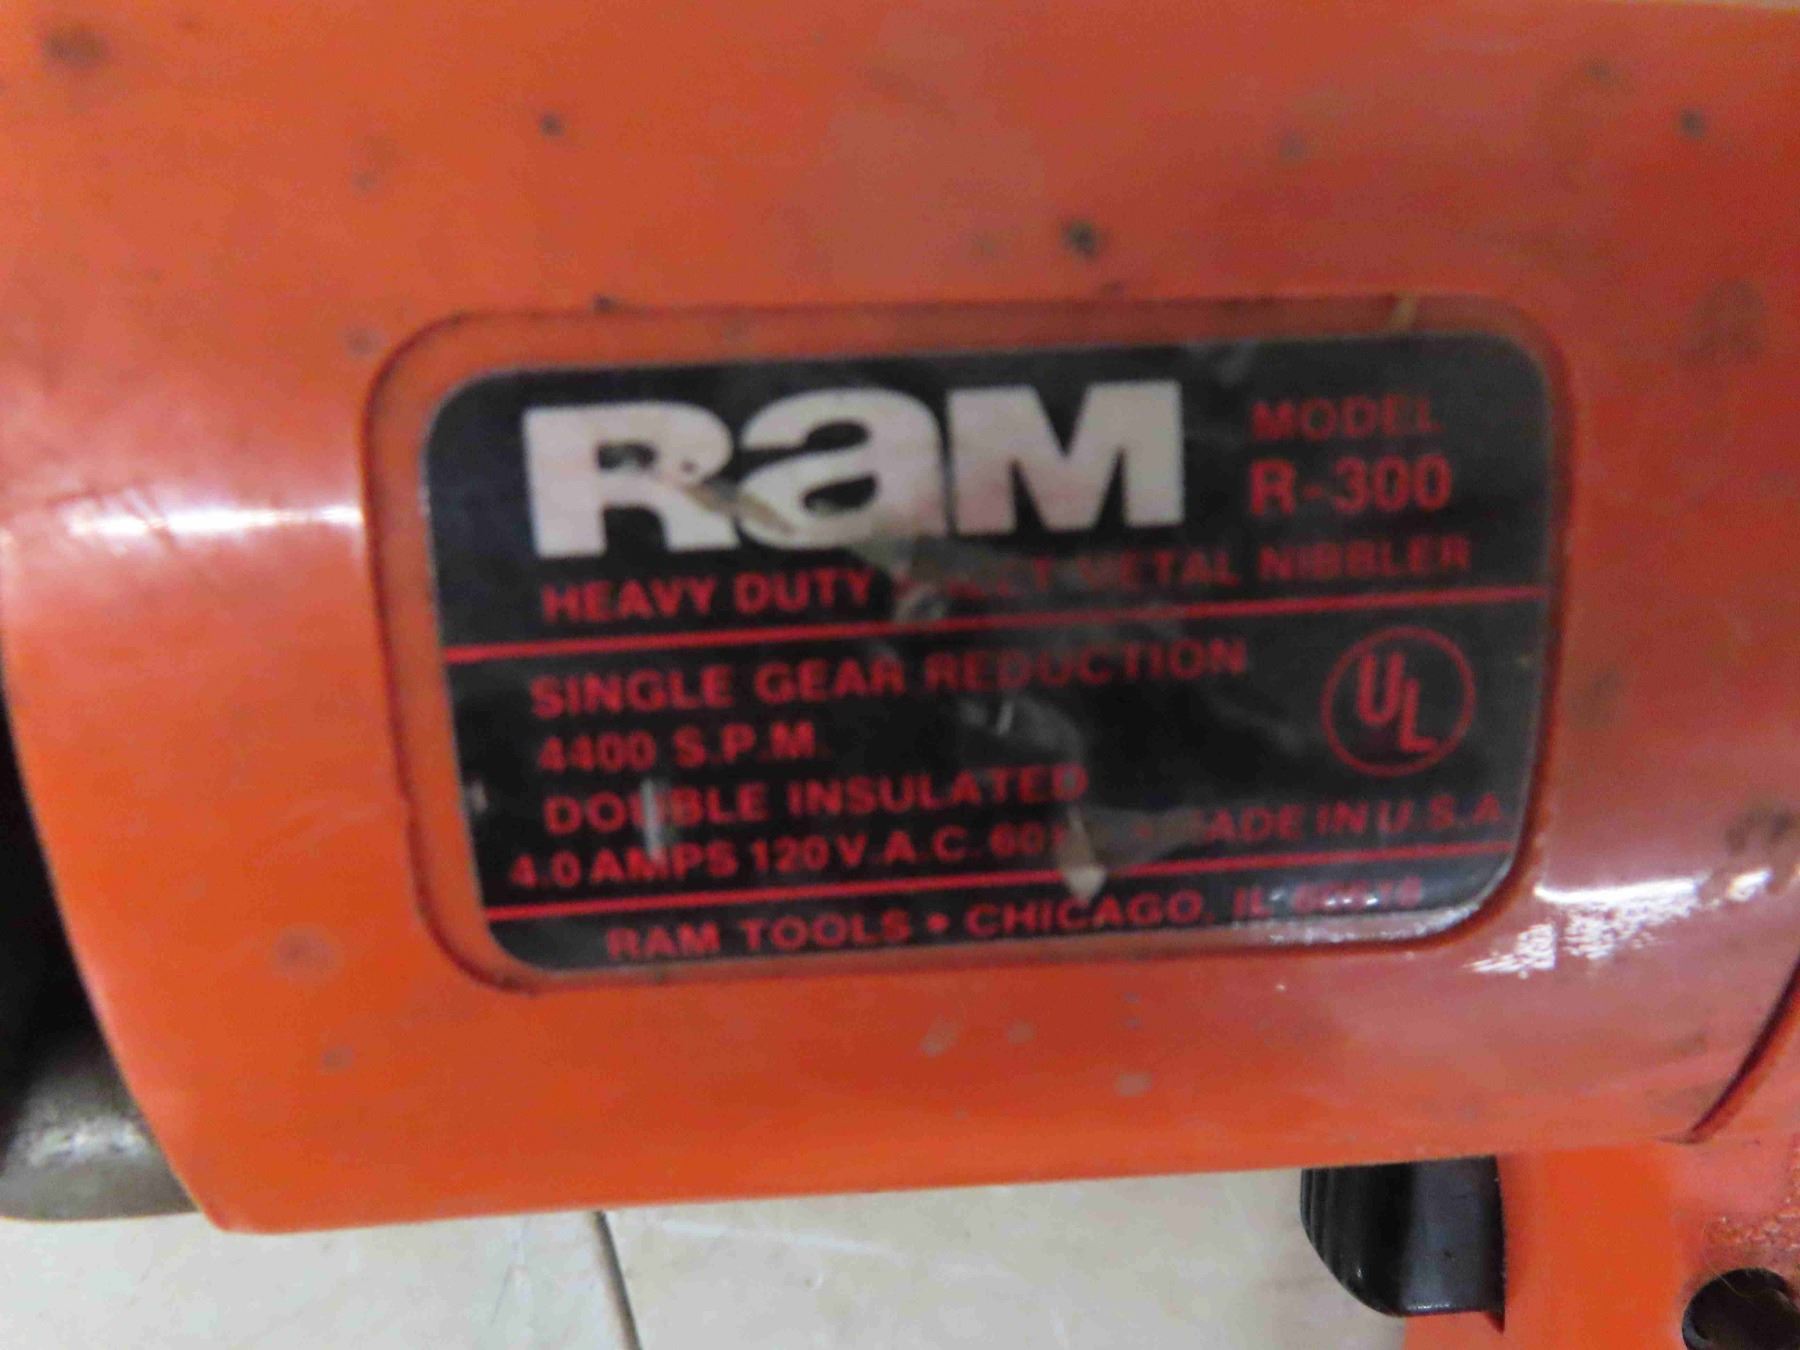 RaM
MODEL
R-300
HEAVY DUTY METAL NIBBLER
SINGLE GEAR REDUCTION
4400 S.P.M.
DOUBLE INSULATED
UL
4.0 AMPS 120 V.A.C. MADE IN U.S.A
RAM TOOLS • CHICAGO, IL